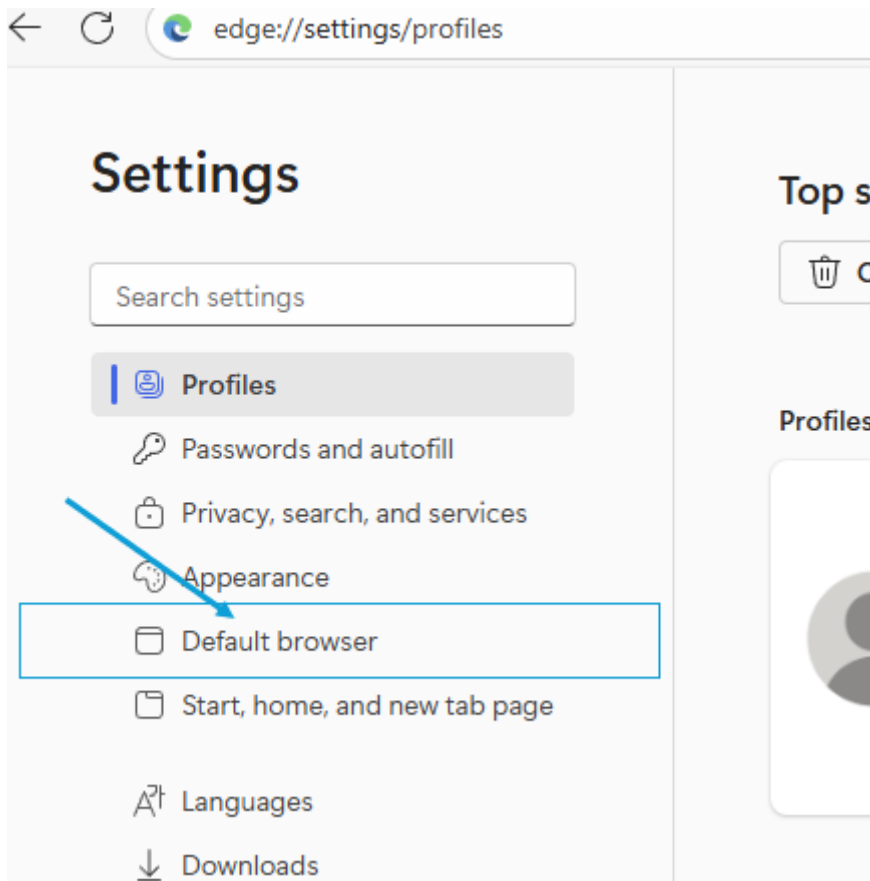 edge://settings/profiles
Settings
Search settings
Profiles
Passwords and autofill
Privacy, search, and services
Appearance
Default browser
Start, home, and new tab page
Languages
Downloads
Top s
Profiles